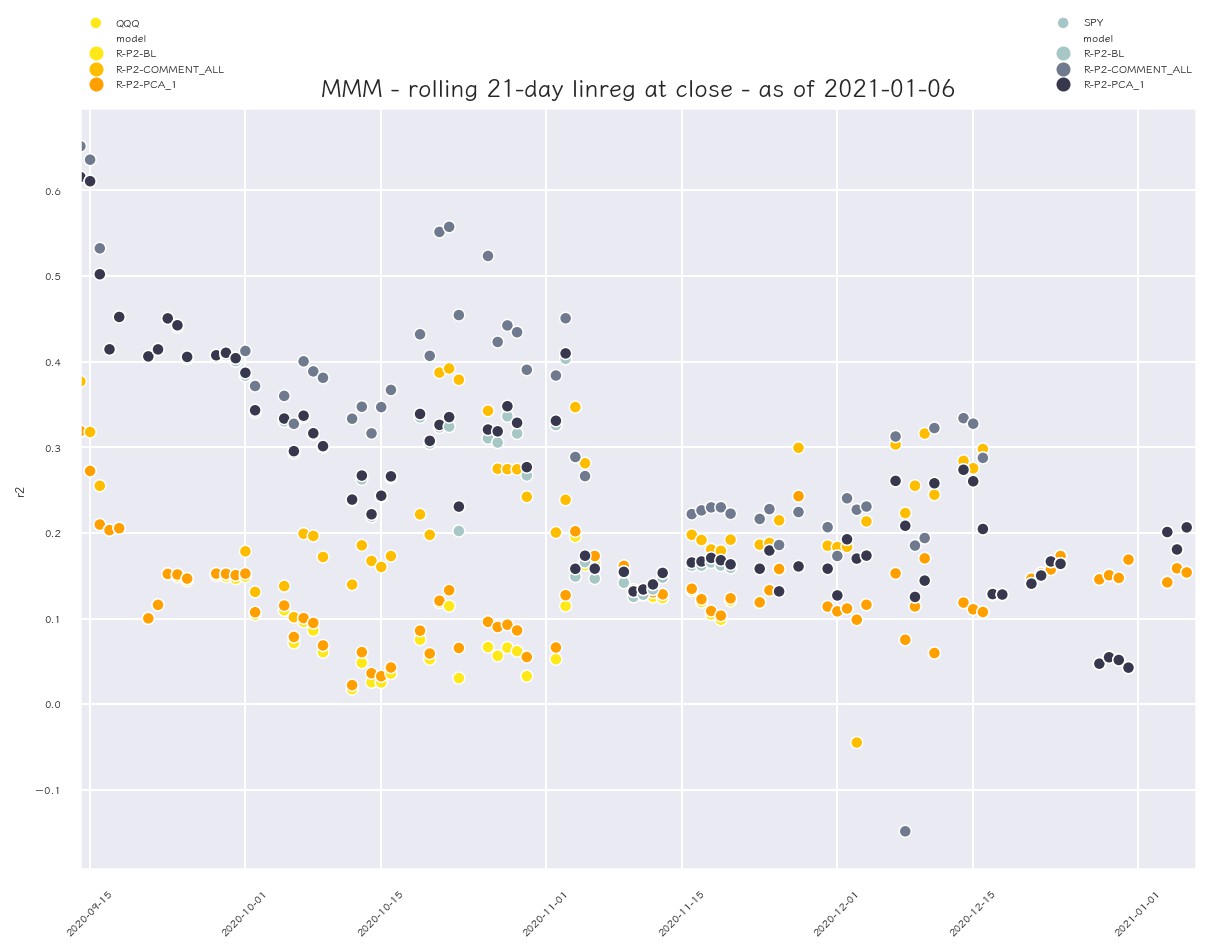 QQQ
model
R-P2-BL
R-P2-COMMENT_ALL
R-P2-PCA_1
SPY
model
R-P2-BL
R-P2-COMMENT_ALL
R-P2-PCA_1
MMM - rolling 21-day linreg at close - as of 2021-01-06
0.6
0.5
0.4
0.3
0.2
0.1
0.0
−0.1
r2
2020-09-15
2020-10-01
2020-10-15
2020-11-01
2020-11-15
2020-12-01
2020-12-15
2021-01-01